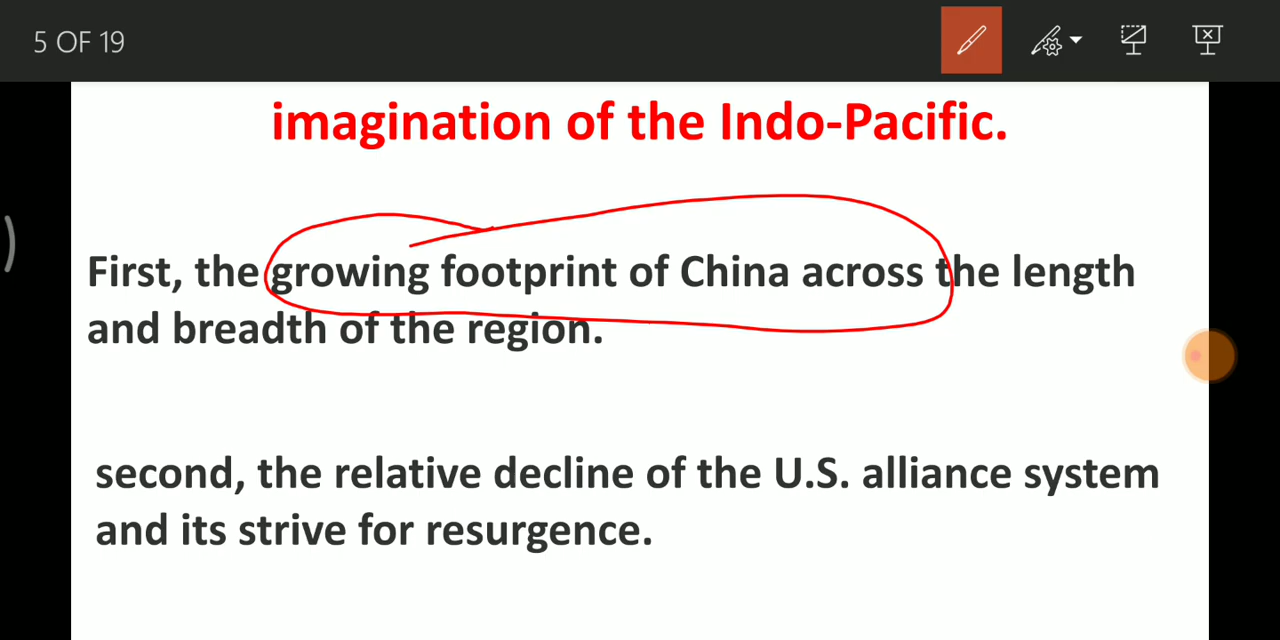 5 OF 19
imagination of the Indo-Pacific.
First, the growing footprint of China across the length
and breadth of the region.
second, the relative decline of the U.S. alliance system
and its strive for resurgence.